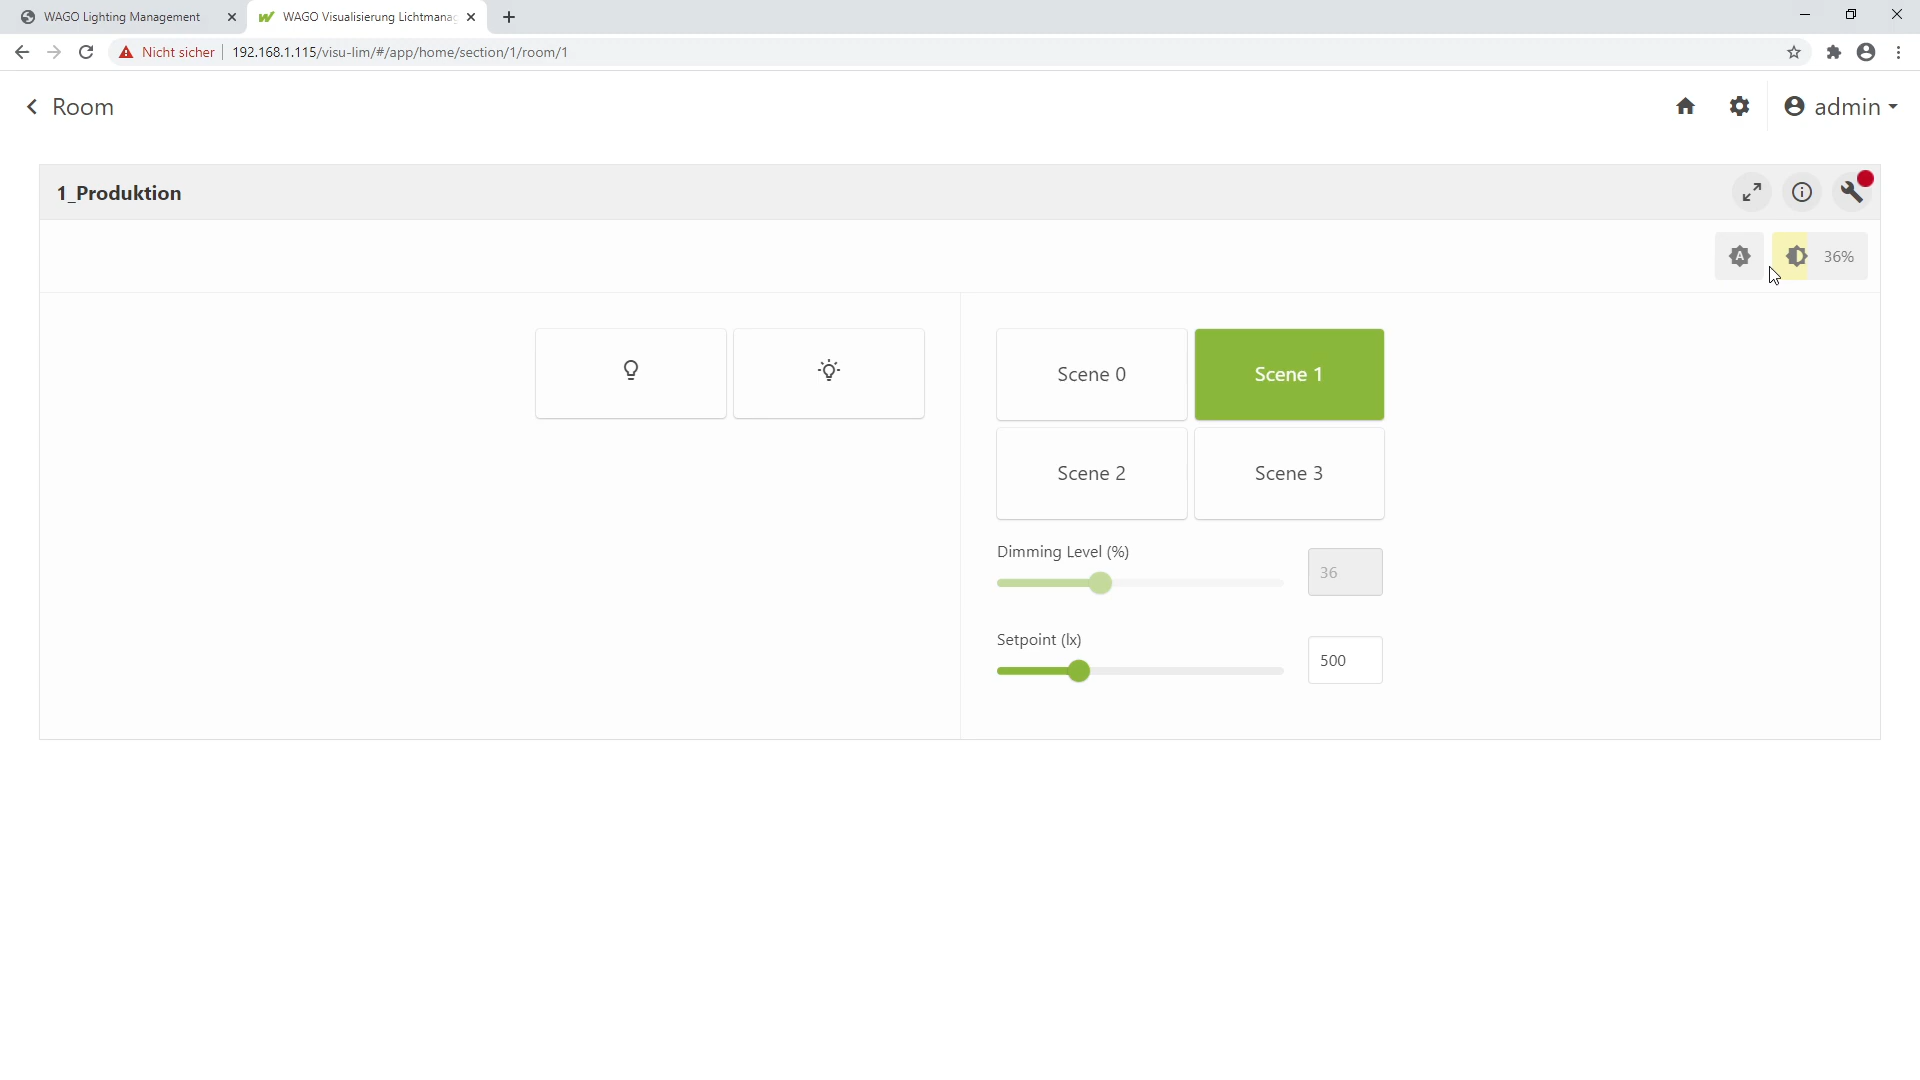 WAGO Lighting Management
WAGO Visualisierung Lichtmanag
Nicht sicher
192.168.1.115/visu-lim/#/app/home/section/1/room/1
Room
admin
1_Produktion
A
36%
Scene 0
Scene 1
Scene 2
Scene 3
Dimming Level (%)
36
Setpoint (lx)
500